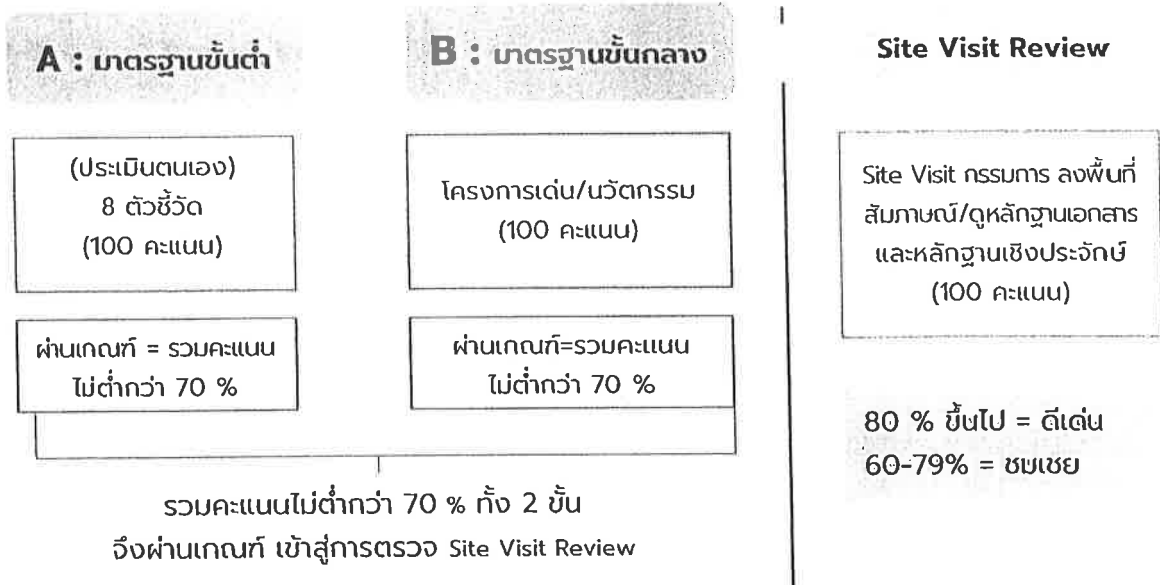 A : มาตรฐานขั้นต่ำ
(ประเมินตนเอง)
8 ตัวชี้วัด
(100 คะแนน)
ผ่านเกณฑ์ = รวมคะแนน
ไม่ต่ำกว่า 70 %
B : มาตรฐานขั้นกลาง
โครงการเด่น/นวัตกรรม
(100 คะแนน)
ผ่านเกณฑ์=รวมคะแนน
ไม่ต่ำกว่า 70 %
รวมคะแนนไม่ต่ำกว่า 70 % ทั้ง 2 ขั้น
จึงผ่านเกณฑ์ เข้าสู่การตรวจ Site Visit Review
Site Visit Review
Site Visit กรรมการ ลงพื้นที่
สัมภาษณ์/ดูหลักฐานเอกสาร
และหลักฐานเชิงประจักษ์
(100 คะแนน)
80 % ขึ้นไป = ดีเด่น
60-79% = ชมเชย